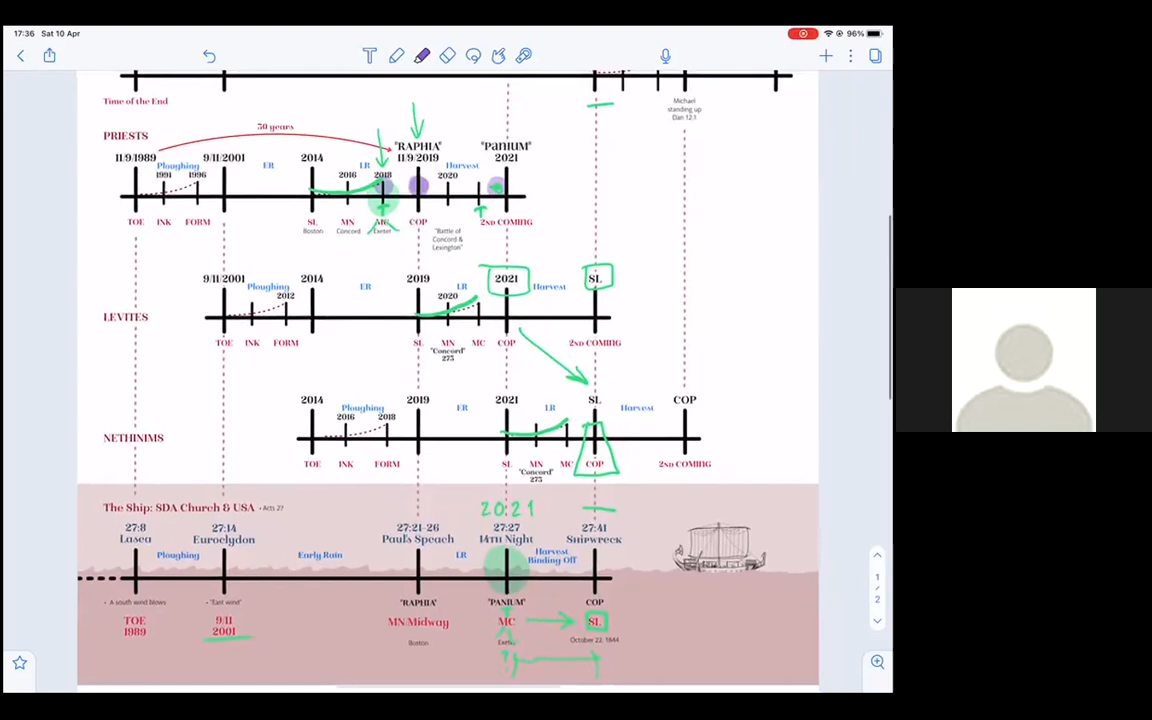 17:36 Sat 10 Apr
96%
Time of the End
Michael
standing up
Dan 12:1
PRIESTS
30 years
"RAPHIA"
"PANIUM"
11/9/1989
9/11/2001
2014
11/9/2019
2021
Ploughing
ER
LR
Harvest
1991
1996
2016
2018
2020
TOE
INK
FORM
SL
MN
MC
COP
2ND COMING
Boston
Concord
Exeter
"Battle of
Concord &
Lexington"
9/11/2001
2014
2019
2021
SL
Ploughing
ER
LR
Harvest
2012
2020
LEVITES
TOE
INK
FORM
SL
MN
MC
COP
2ND COMING
"Concord"
273
2014
2019
2021
SL
COP
Ploughing
ER
LR
Harvest
2016
2018
NETHINIMS
TOE
INK
FORM
SL
MN
MC
COP
2ND COMING
"Concord"
273
The Ship: SDA Church & USA • Acts 27
20:21
27:8
Lasea
27:14
Euroclydon
27:21-26
Paul's Speach
27:27
14TH Night
27:41
Shipwreck
Ploughing
Early Rain
LR
Harvest
Binding Off
• A south wind blows
• "East wind"
"RAPHIA"
"PANIUM"
COP
TOE
1989
9/11
2001
MN/Midway
MC
SL
Boston
October 22, 1844
?
1
/
2